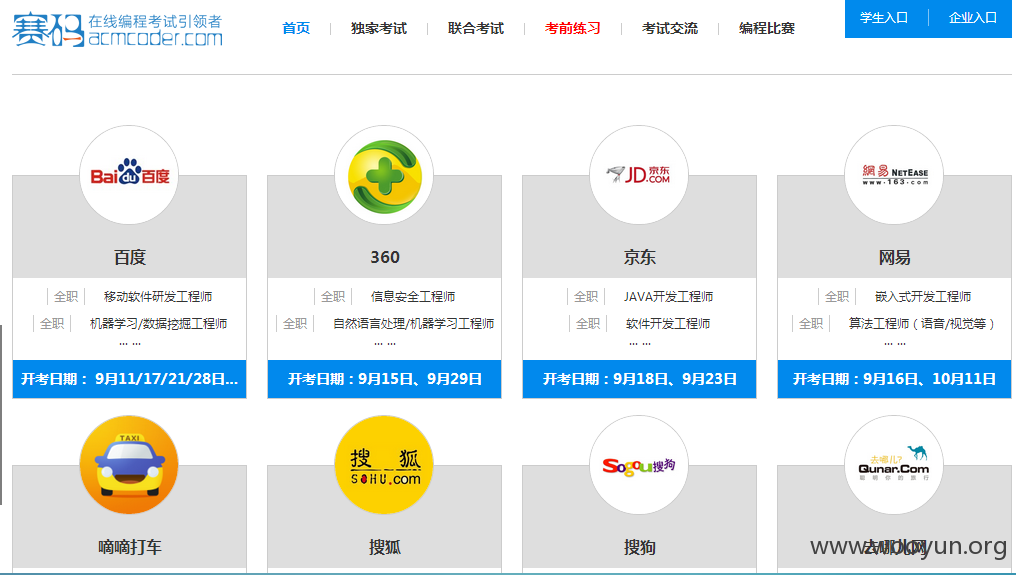 赛码 在线编程考试引领者
acmcoder.com
首页 独家考试 联合考试 考前练习 考试交流 编程比赛
学生入口 企业入口
Bai du 百度
JD 京东
.COM
網易 NETEASE
www.163.com
百度 360 京东 网易
全职 移动软件研发工程师
全职 机器学习/数据挖掘工程师
... ...
开考日期： 9月11/17/21/28日...
全职 信息安全工程师
全职 自然语言处理/机器学习工程师
... ...
开考日期：9月15日、9月29日
全职 JAVA开发工程师
全职 软件开发工程师
... ...
开考日期：9月18日、9月23日
全职 嵌入式开发工程师
全职 算法工程师（语音/视觉等）
... ...
开考日期：9月16日、10月11日
TAXI
搜狐
SOHU.com
Sogou搜狗
去哪儿?
Qunar.Com
聪明你的旅行
嘀嘀打车 搜狐 搜狗 去哪儿网
www.wooyun.org